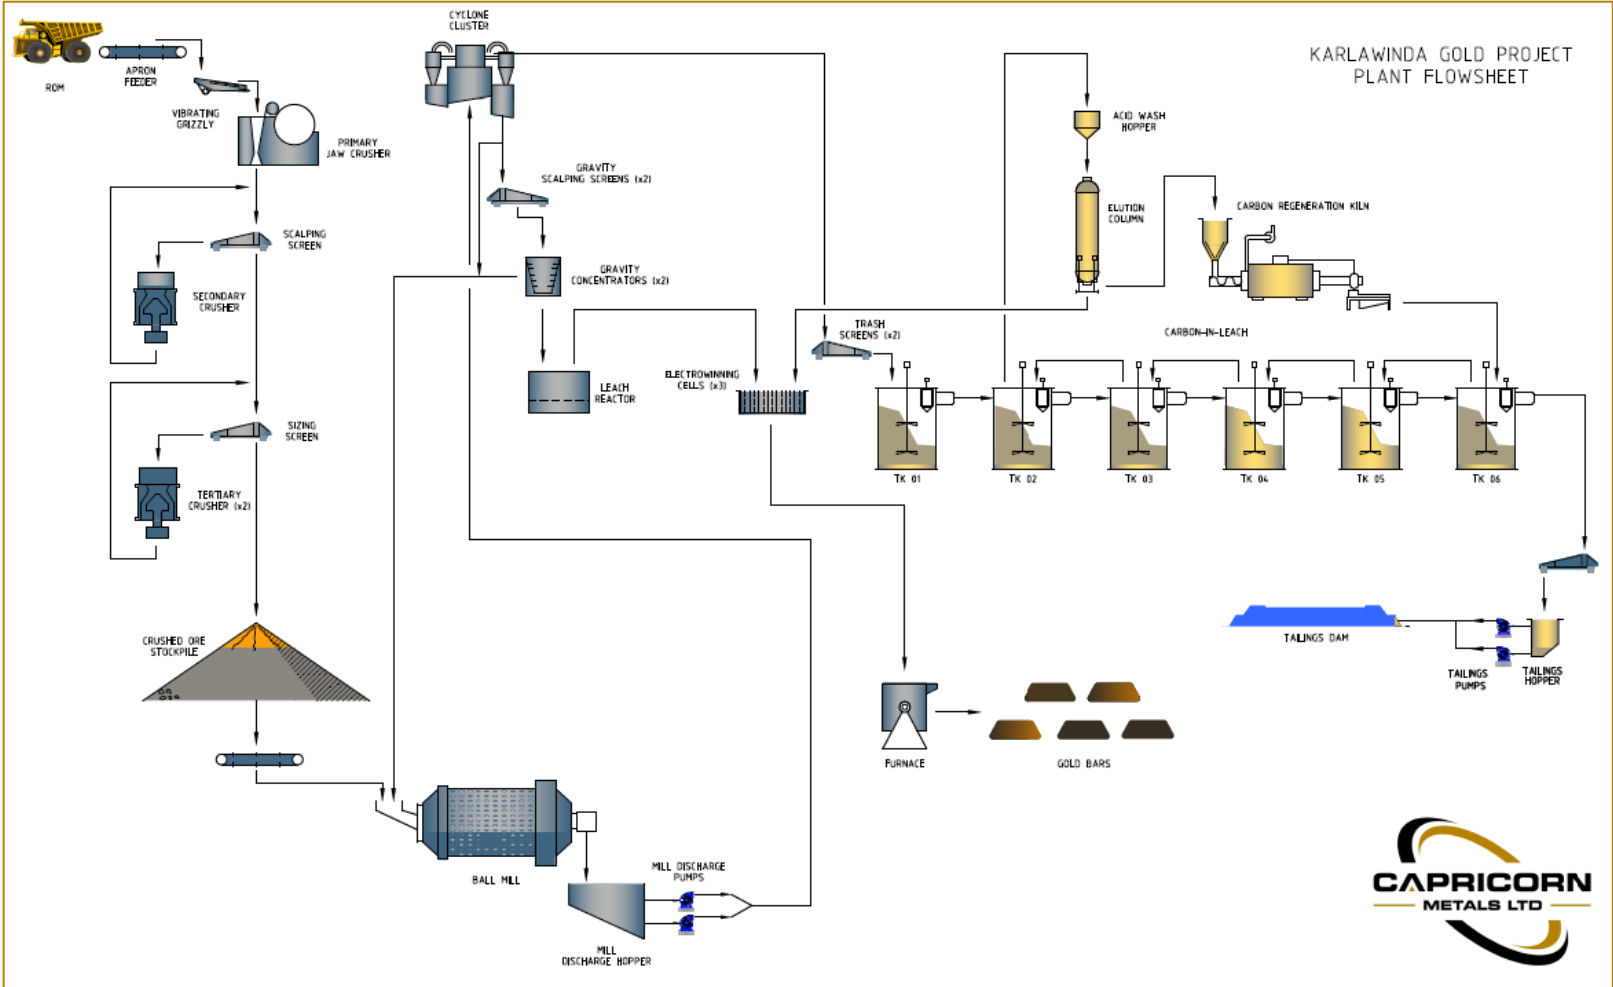 KARLAWINDA GOLD PROJECT
PLANT FLOWSHEET
ROM
APRON
FEEDER
VIBRATING
GRIZZLY
PRIMARY
JAW CRUSHER
SCALPING
SCREEN
SECONDARY
CRUSHER
SIZING
SCREEN
TERTIARY
CRUSHER (x2)
CRUSHED ORE
STOCKPILE
CYCLONE
CLUSTER
GRAVITY
SCALPING SCREENS (x2)
GRAVITY
CONCENTRATORS (x2)
LEACH
REACTOR
ELECTROWINNING
CELLS (x3)
TRASH
SCREENS (x2)
ACID WASH
HOPPER
ELUTION
COLUMN
CARBON REGENERATION KILN
CARBON-IN-LEACH
TK 01
TK 02
TK 03
TK 04
TK 05
TK 06
TAILINGS DAM
TAILINGS
PUMPS
TAILINGS
HOPPER
FURNACE
GOLD BARS
BALL MILL
MILL DISCHARGE
PUMPS
MILL
DISCHARGE HOPPER
CAPRICORN
METALS LTD